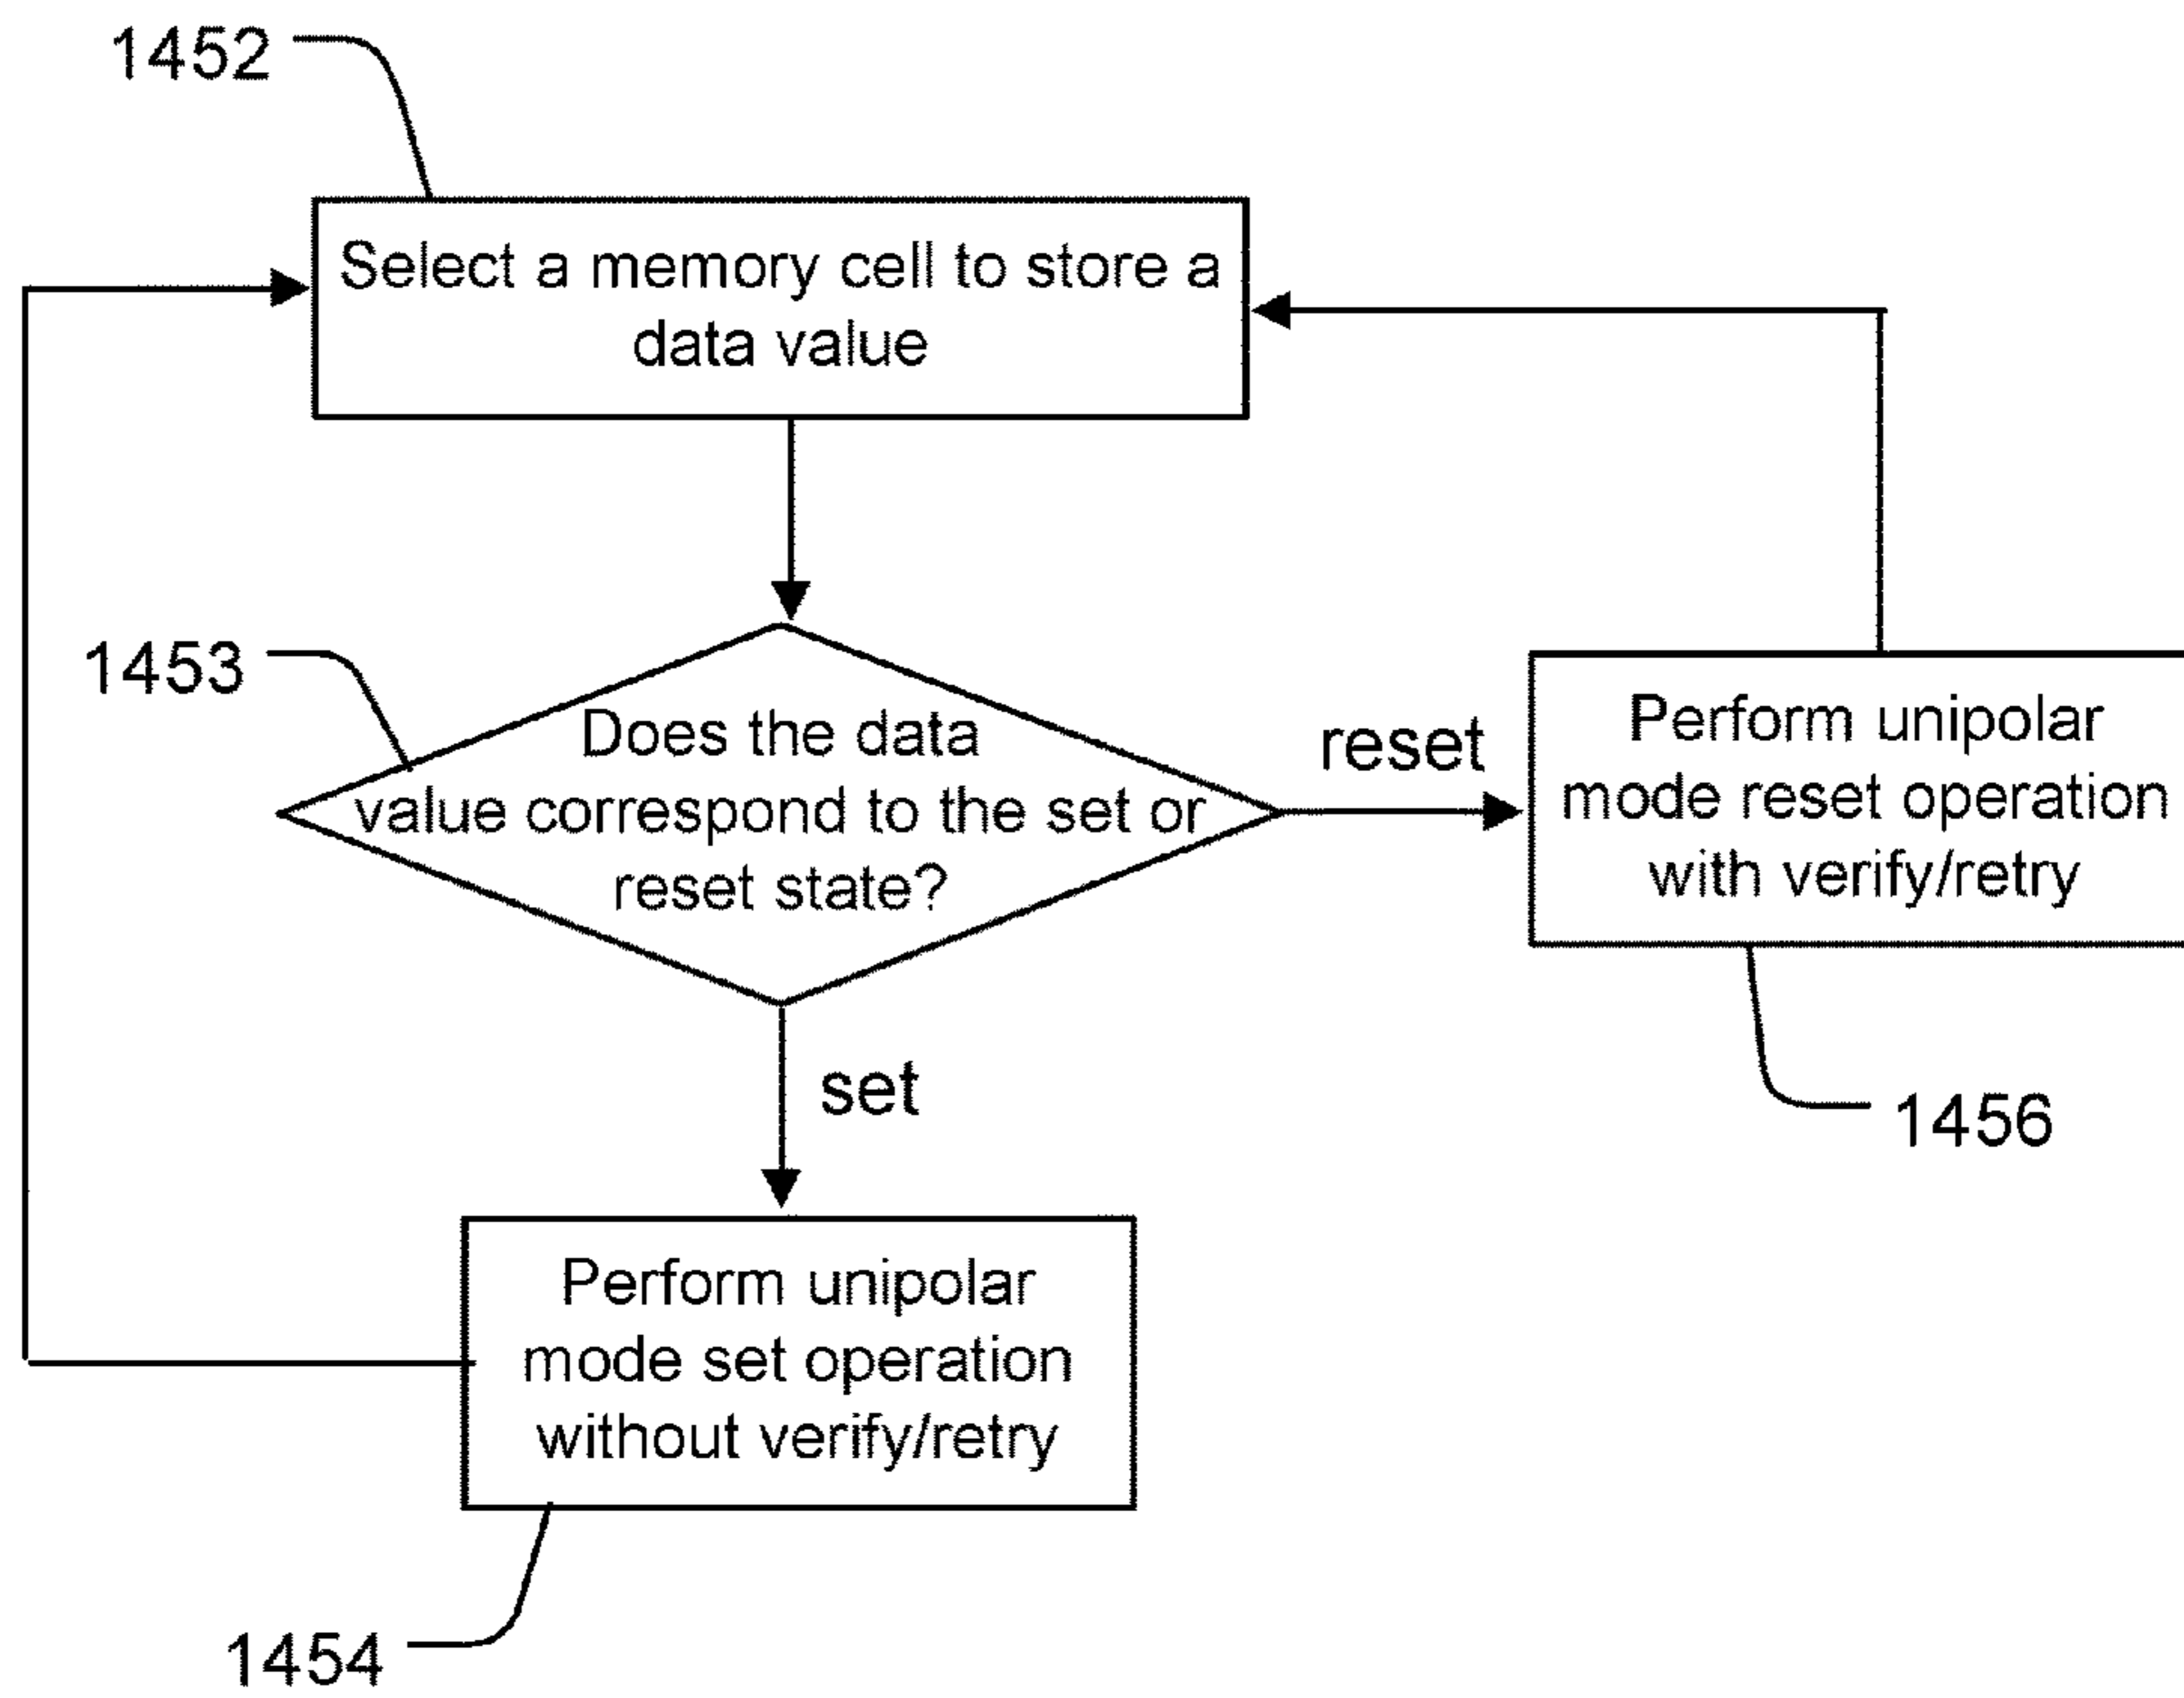 1452
Select a memory cell to store a
data value
1453
Does the data
value correspond to the set or
reset state?
reset
Perform unipolar
mode reset operation
with verify/retry
1456
set
Perform unipolar
mode set operation
without verify/retry
1454